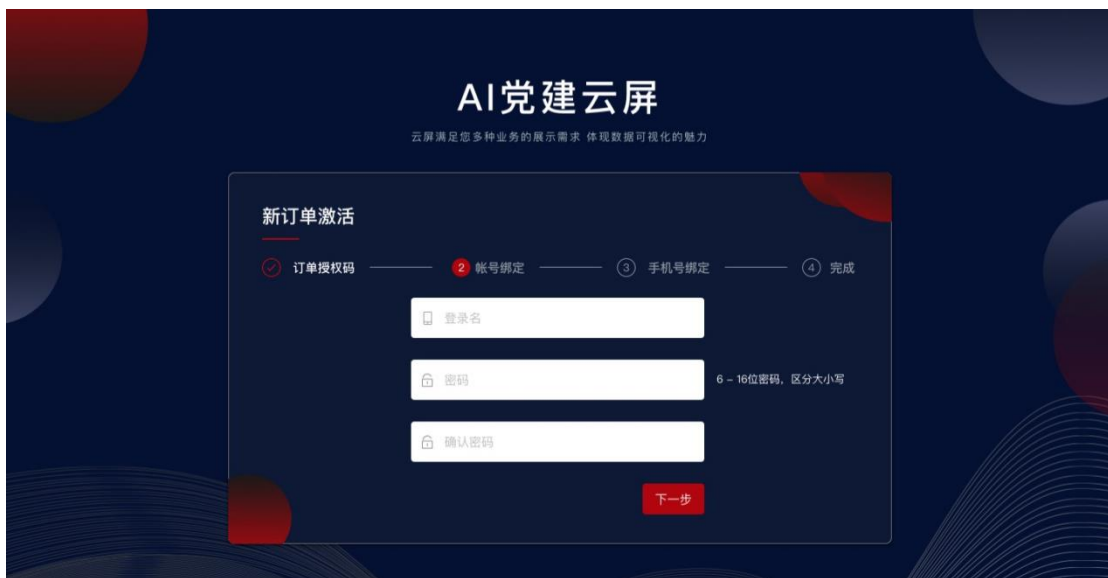 AI党建云屏
云屏满足您多种业务的展示需求 体现数据可视化的魅力
新订单激活
订单授权码 2 帐号绑定 3 手机号绑定 4 完成
登录名
密码 6 – 16位密码，区分大小写
确认密码
下一步